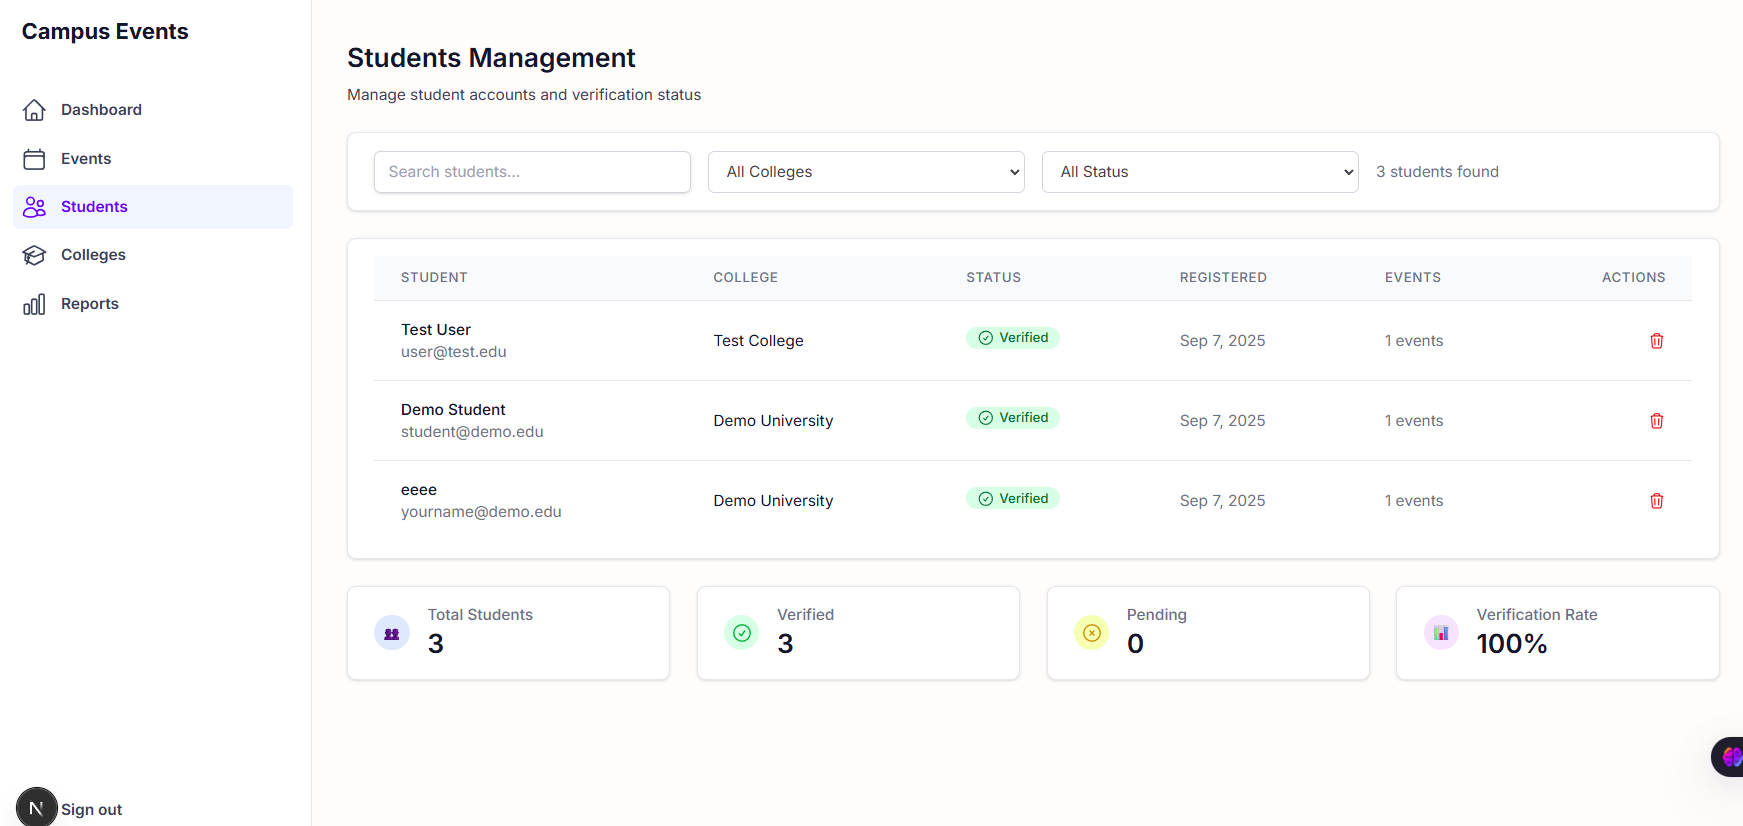 Campus Events
Dashboard
Events
Students
Colleges
Reports
N
Sign out
Students Management
Manage student accounts and verification status
Search students...
All Colleges
All Status
3 students found
STUDENT COLLEGE STATUS REGISTERED EVENTS ACTIONS
Test User
user@test.edu
Test College
Verified
Sep 7, 2025
1 events
Demo Student
student@demo.edu
Demo University
Verified
Sep 7, 2025
1 events
eeee
yourname@demo.edu
Demo University
Verified
Sep 7, 2025
1 events
Total Students
3
Verified
3
Pending
0
Verification Rate
100%